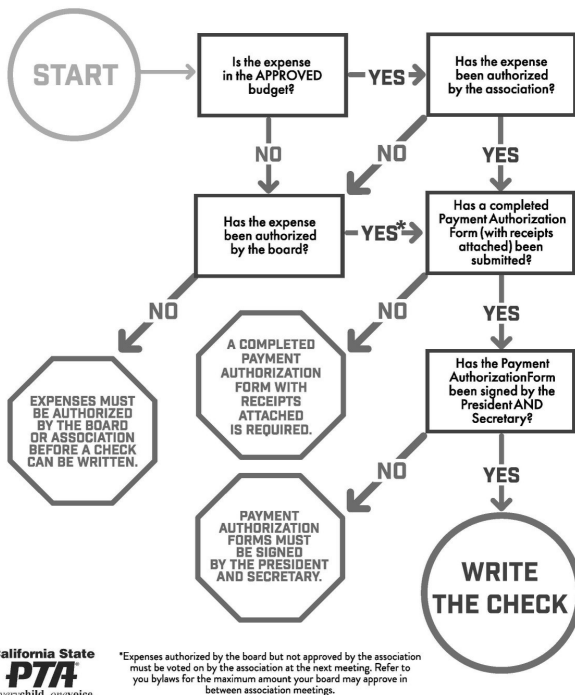 START
Is the expense
in the APPROVED
budget?
YES
Has the expense
been authorized
by the association?
NO
NO
YES
Has the expense
been authorized
by the board?
YES*
Has a completed
Payment Authorization
Form (with receipts
attached) been
submitted?
NO
NO
YES
EXPENSES MUST
BE AUTHORIZED
BY THE BOARD
OR ASSOCIATION
BEFORE A CHECK
CAN BE WRITTEN.
A COMPLETED
PAYMENT
AUTHORIZATION
FORM WITH
RECEIPTS
ATTACHED
IS REQUIRED.
Has the Payment
AuthorizationForm
been signed by the
President AND
Secretary?
NO
YES
PAYMENT
AUTHORIZATION
FORMS MUST
BE SIGNED
BY THE PRESIDENT
AND SECRETARY.
WRITE
THE CHECK
alifornia State
PTA
everychild. onevoice.
*Expenses authorized by the board but not approved by the association
must be voted on by the association at the next meeting. Refer to
you bylaws for the maximum amount your board may approve in
between association meetings.